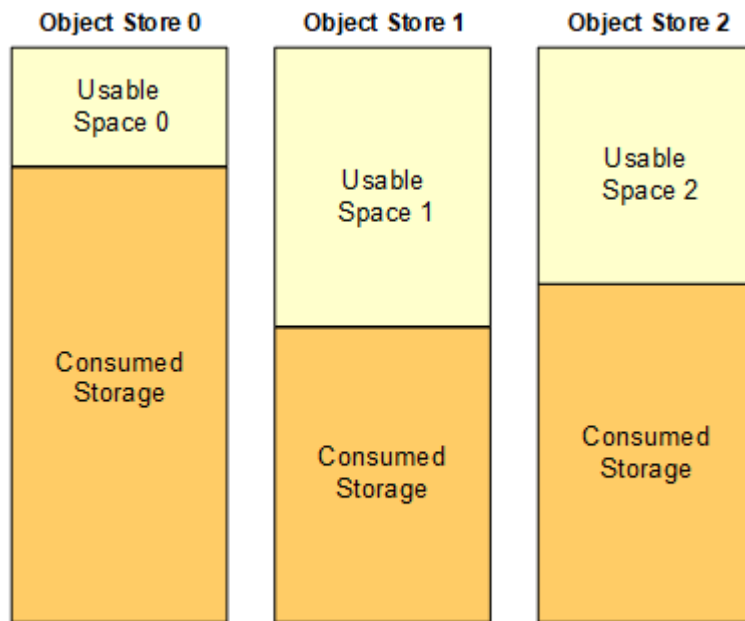 Object Store 0
Object Store 1
Object Store 2
Usable
Space 0
Usable
Space 1
Usable
Space 2
Consumed
Storage
Consumed
Storage
Consumed
Storage